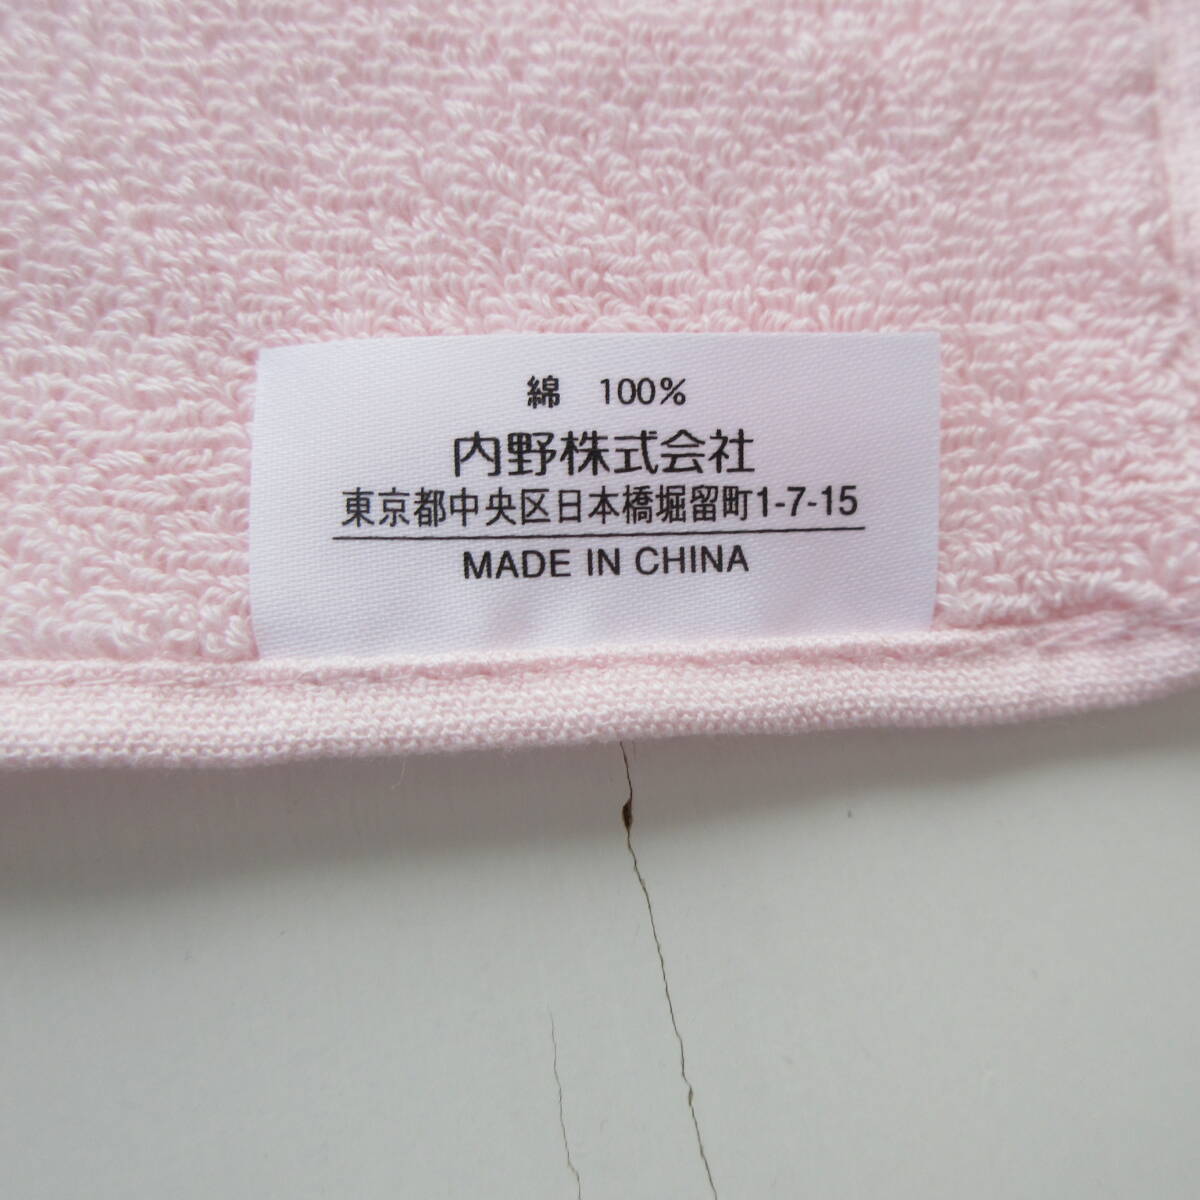 綿　100%
内野株式会社
東京都中央区日本橋堀留町1-7-15
MADE IN CHINA